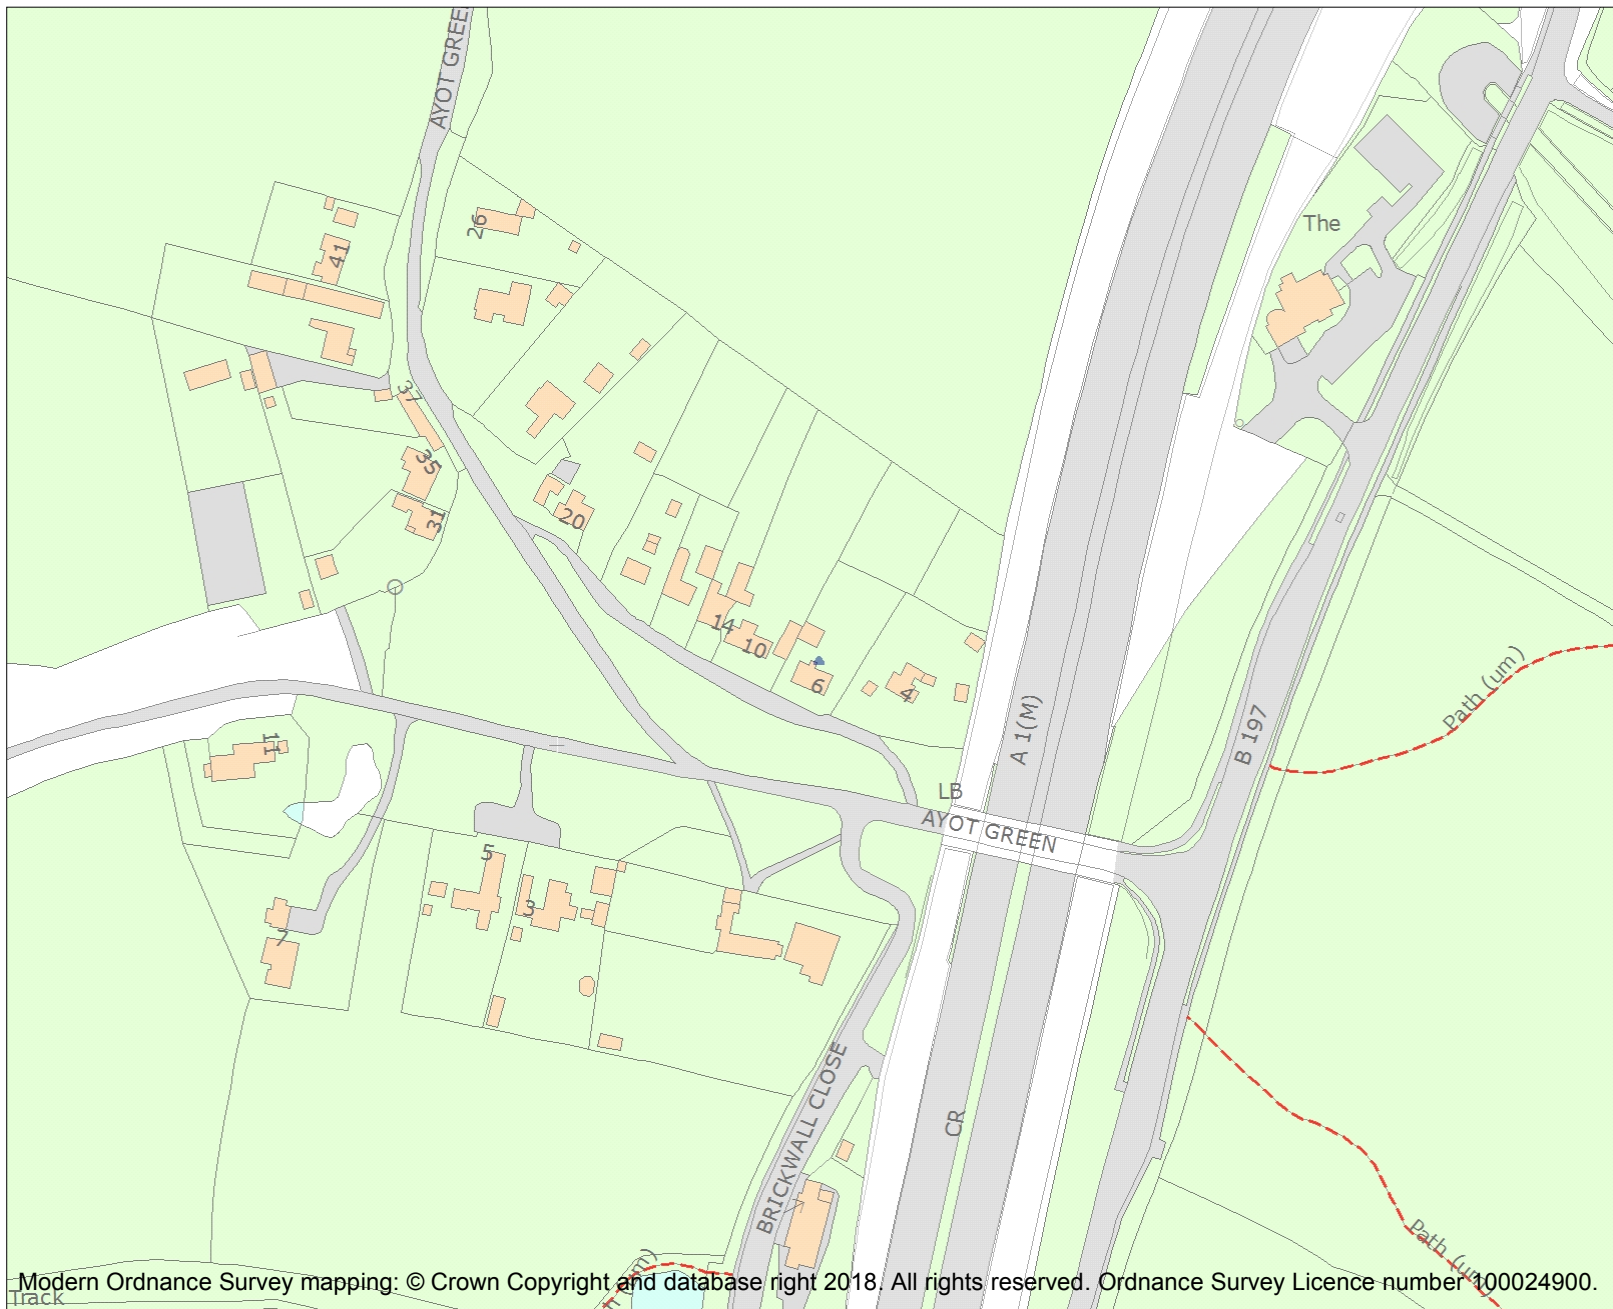 AYOT GREEN
26
The
41
37
35
31
20
14
10
6
4
Path (um)
A 1(M)
B 197
11
LB
AYOT GREEN
5
3
7
BRICKWALL CLOSE
CR
Path (um)
(um)
Track
Modern Ordnance Survey mapping: © Crown Copyright and database right 2018. All rights reserved. Ordnance Survey Licence number 100024900.